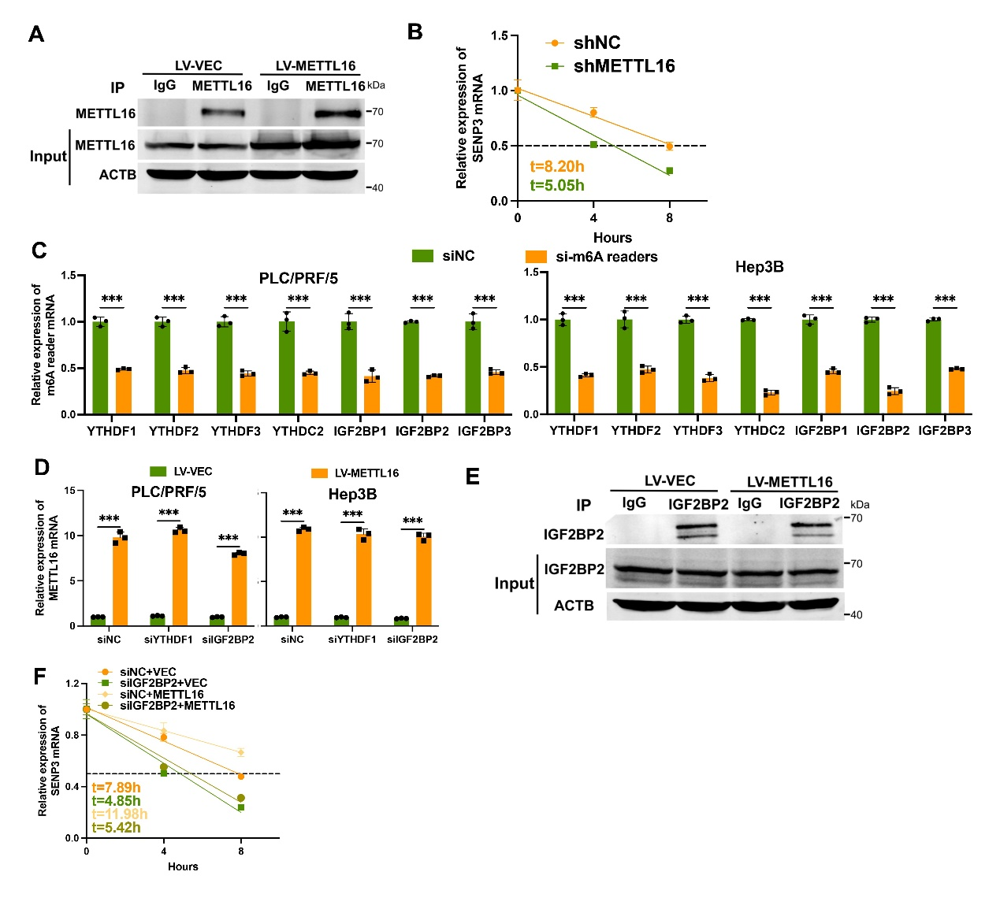 A
LV-VEC LV-METTL16
IP IgG METTL16 IgG METTL16 kDa
METTL16 70
Input METTL16 70
ACTB
40
B
shNC
shMETTL16
Relative expression of
SENP3 mRNA
1.5
1.0
0.5
0.0
t=8.20h
t=5.05h
0 4 8
Hours
C
siNC si-m6A readers
PLC/PRF/5
Relative expression of
m6A reader mRNA
1.5
1.0
0.5
0.0
*** *** *** *** *** *** ***
YTHDF1 YTHDF2 YTHDF3 YTHDC2 IGF2BP1 IGF2BP2 IGF2BP3
Hep3B
1.5
1.0
0.5
0.0
*** *** *** *** *** *** ***
YTHDF1 YTHDF2 YTHDF3 YTHDC2 IGF2BP1 IGF2BP2 IGF2BP3
D
LV-VEC LV-METTL16
PLC/PRF/5 Hep3B
Relative expression of
METTL16 mRNA
15
10
5
0
*** *** *** *** *** ***
siNC siYTHDF1 siIGF2BP2 siNC siYTHDF1 siIGF2BP2
E
LV-VEC LV-METTL16
IP IgG IGF2BP2 IgG IGF2BP2 kDa
70
IGF2BP2
Input IGF2BP2 70
ACTB
40
F
siNC+VEC
siIGF2BP2+VEC
siNC+METTL16
siIGF2BP2+METTL16
Relative expression of
SENP3 mRNA
1.2
0.8
0.4
0.0
t=7.89h
t=4.85h
t=11.98h
t=5.42h
0 4 8
Hours